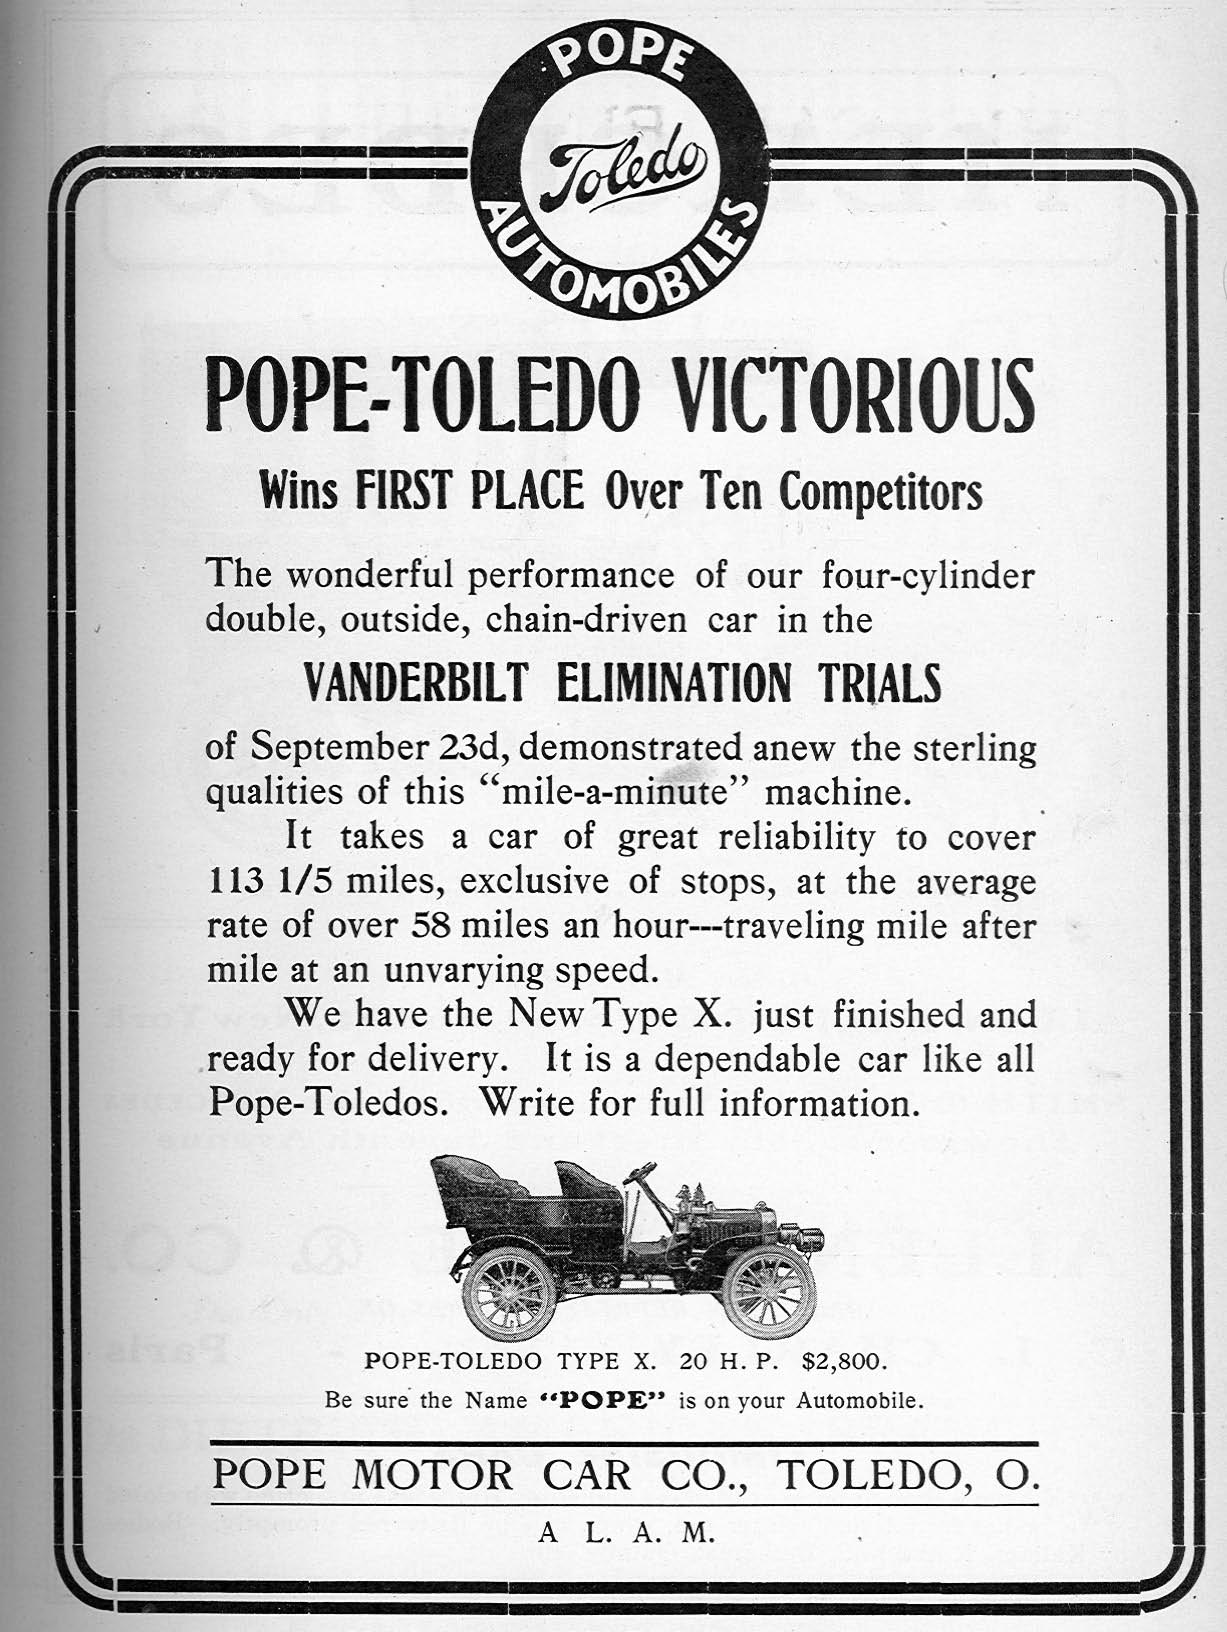 POPE
Toledo
AUTOMOBILES
POPE-TOLEDO VICTORIOUS
Wins FIRST PLACE Over Ten Competitors
The wonderful performance of our four-cylinder
double, outside, chain-driven car in the
VANDERBILT ELIMINATION TRIALS
of September 23d, demonstrated anew the sterling
qualities of this “mile-a-minute” machine.
It takes a car of great reliability to cover
113 1/5 miles, exclusive of stops, at the average
rate of over 58 miles an hour---traveling mile after
mile at an unvarying speed.
We have the New Type X. just finished and
ready for delivery. It is a dependable car like all
Pope-Toledos. Write for full information.
POPE-TOLEDO TYPE X. 20 H. P. $2,800.
Be sure the Name “POPE” is on your Automobile.
POPE MOTOR CAR CO., TOLEDO, O.
A L. A. M.